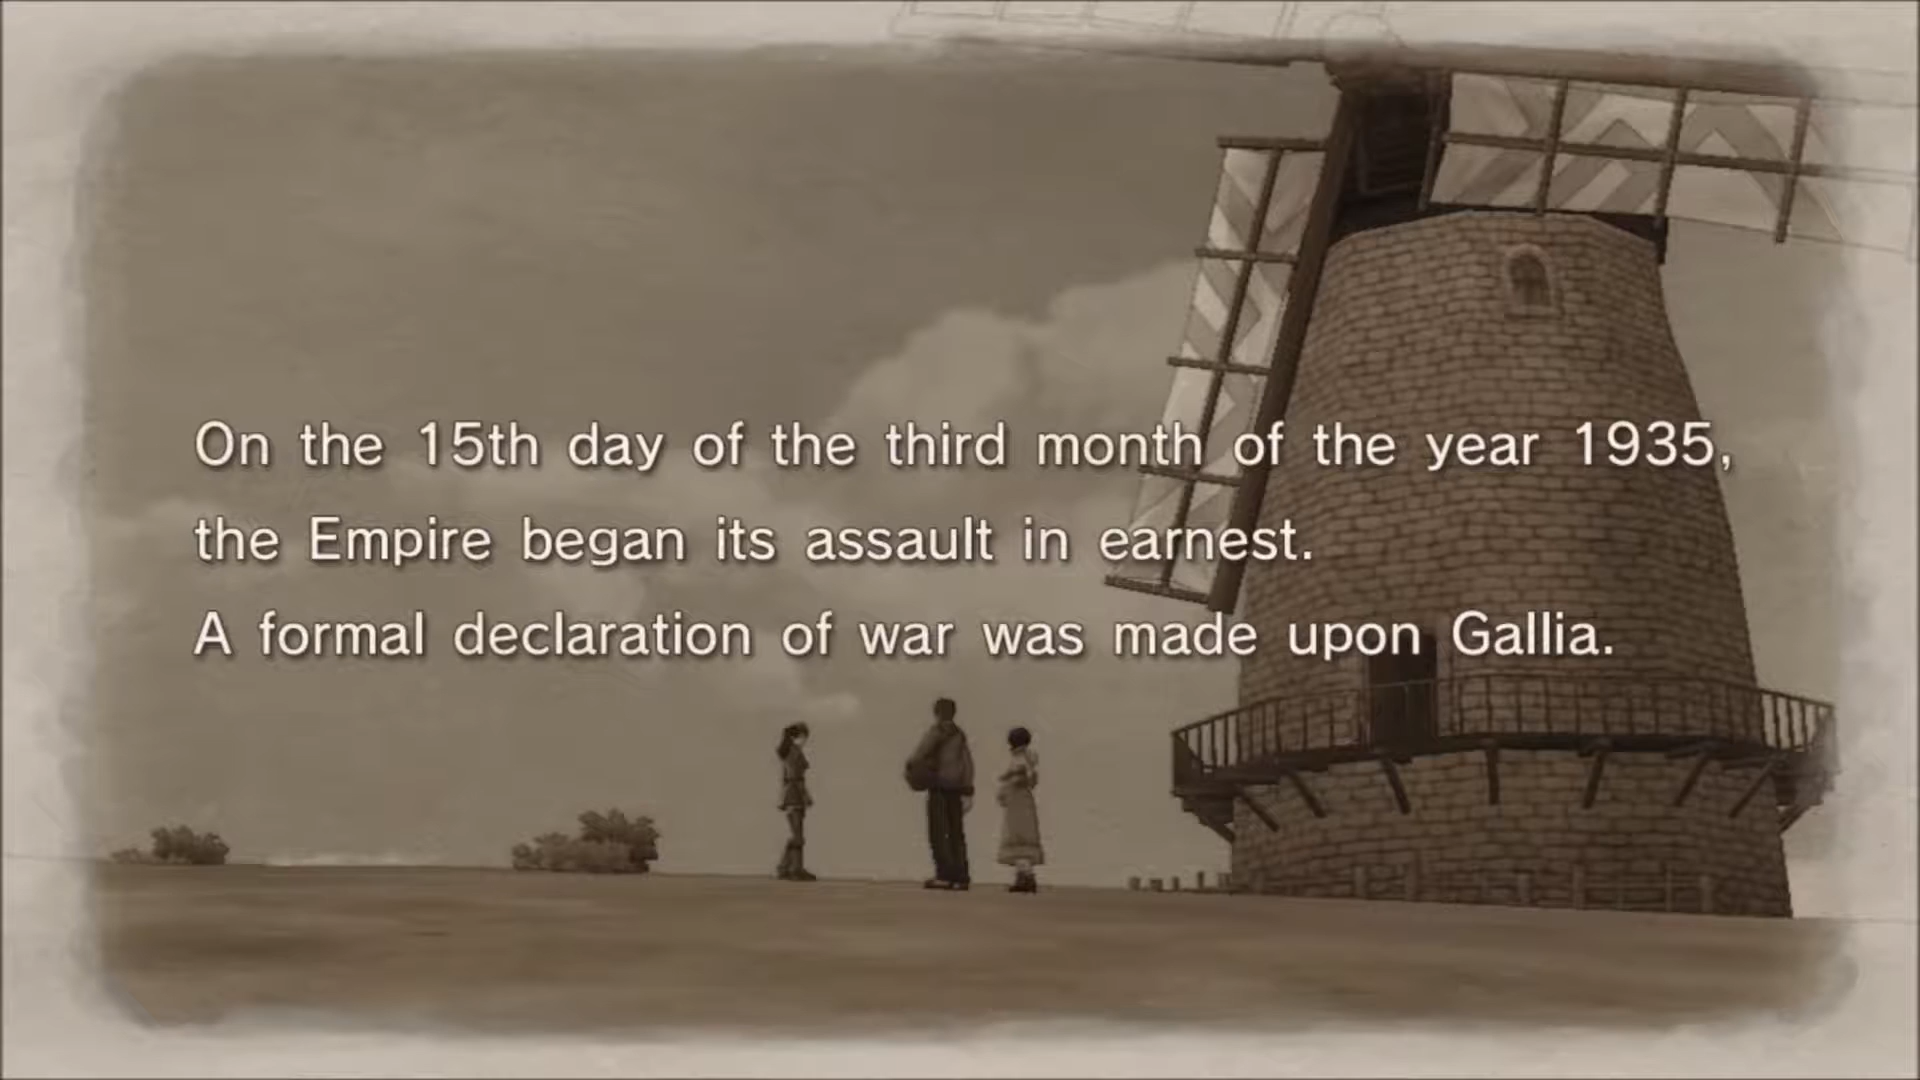 On the 15th day of the third month of the year 1935,
the Empire began its assault in earnest.
A formal declaration of war was made upon Gallia.